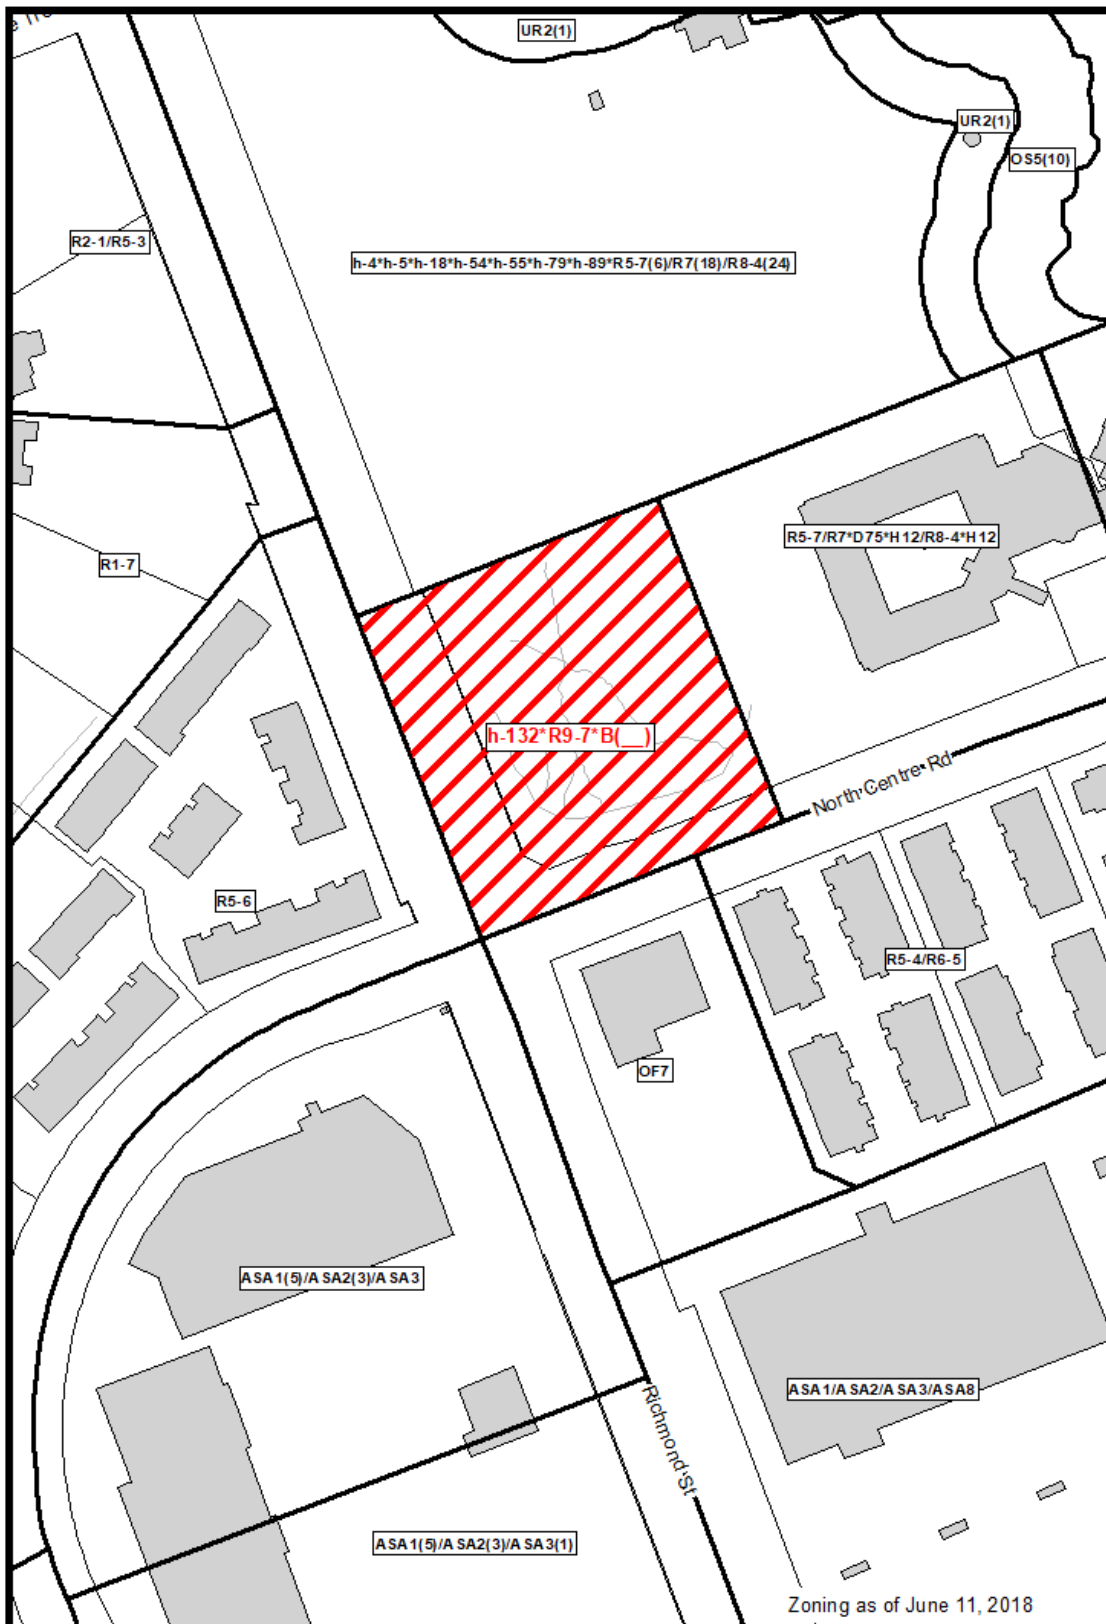 UR2(1)
UR2(1)
OS5(10)
R2-1/R5-3
h-4*h-5*h-18*h-54*h-55*h-79*h-89*R5-7(6)/R7(18)/R8-4(24)
R5-7/R7*D75*H12/R8-4*H12
R1-7
h-132*R9-7*B(__)
North Centre Rd
R5-6
R5-4/R6-5
OF7
ASA1(5)/ASA2(3)/ASA3
ASA1/ASA2/ASA3/ASA8
Richmond St
ASA1(5)/ASA2(3)/ASA3(1)
Zoning as of June 11, 2018